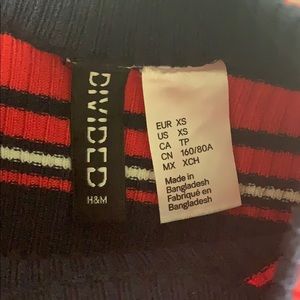 DIVIDED
H&M
EUR XS
US XS
CA TP
CN 160/80A
MX XCH
Made in
Bangladesh
Fabriqué en
Bangladesh